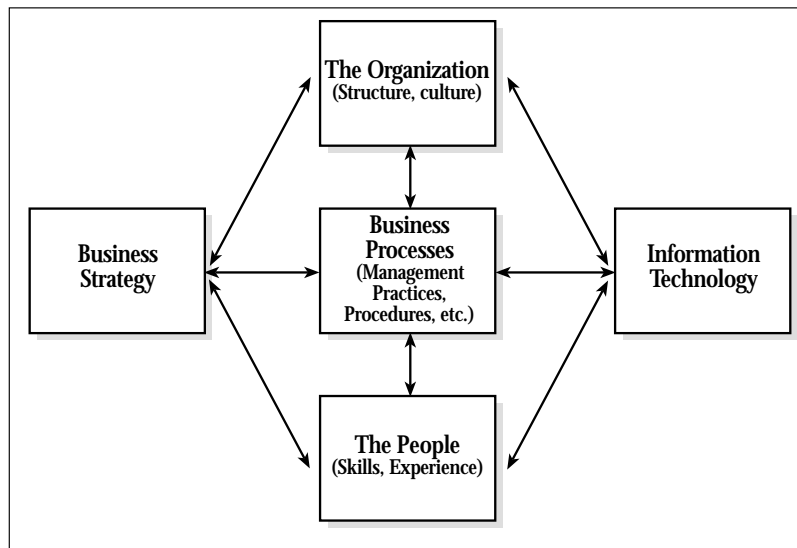 The Organization
(Structure, culture)
Business
Strategy
Business
Processes
(Management
Practices,
Procedures, etc.)
Information
Technology
The People
(Skills, Experience)